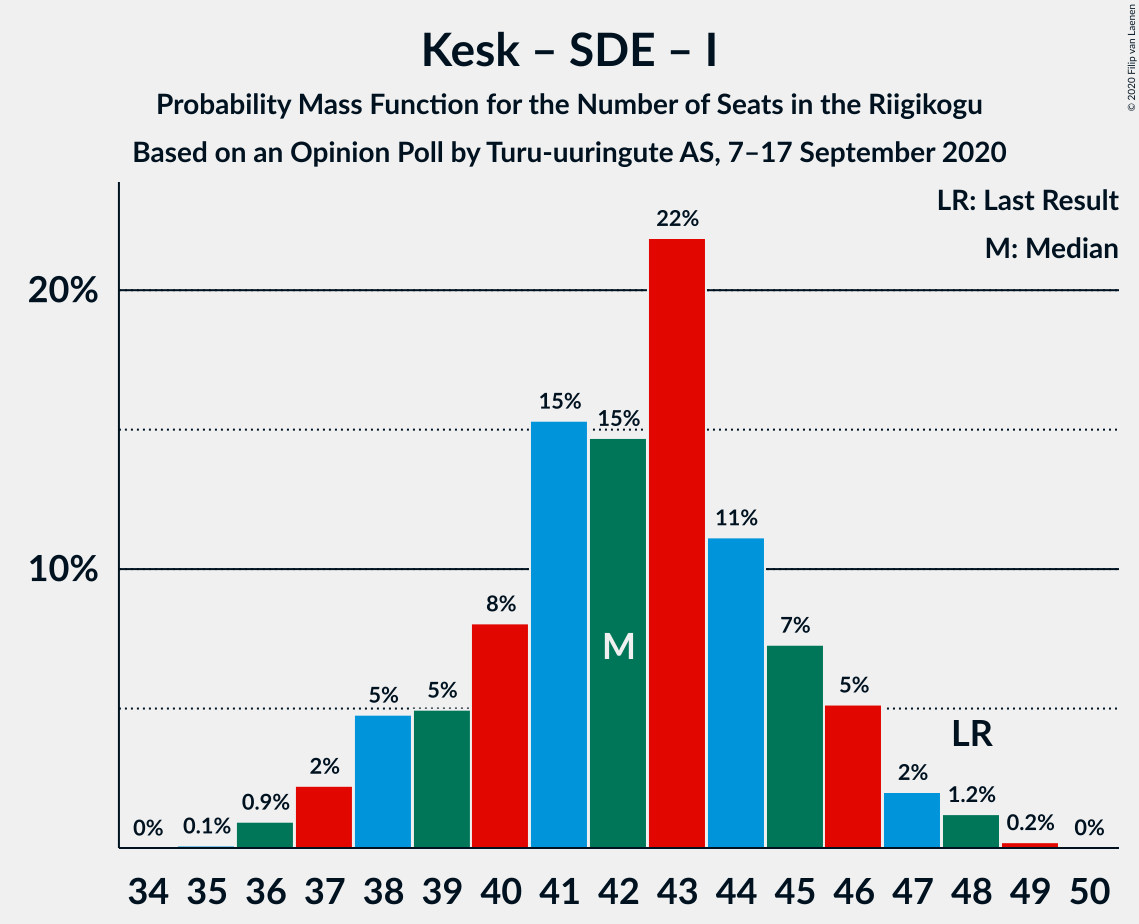 Kesk – SDE – I
Probability Mass Function for the Number of Seats in the Riigikogu
Based on an Opinion Poll by Turu-uuringute AS, 7–17 September 2020
© 2020 Filip van Laenen
LR: Last Result
M: Median
20%
10%
0%
0.1%
0.9%
2%
5%
5%
8%
15%
15%
22%
11%
7%
5%
2%
1.2%
0.2%
0%
M
LR
34 35 36 37 38 39 40 41 42 43 44 45 46 47 48 49 50